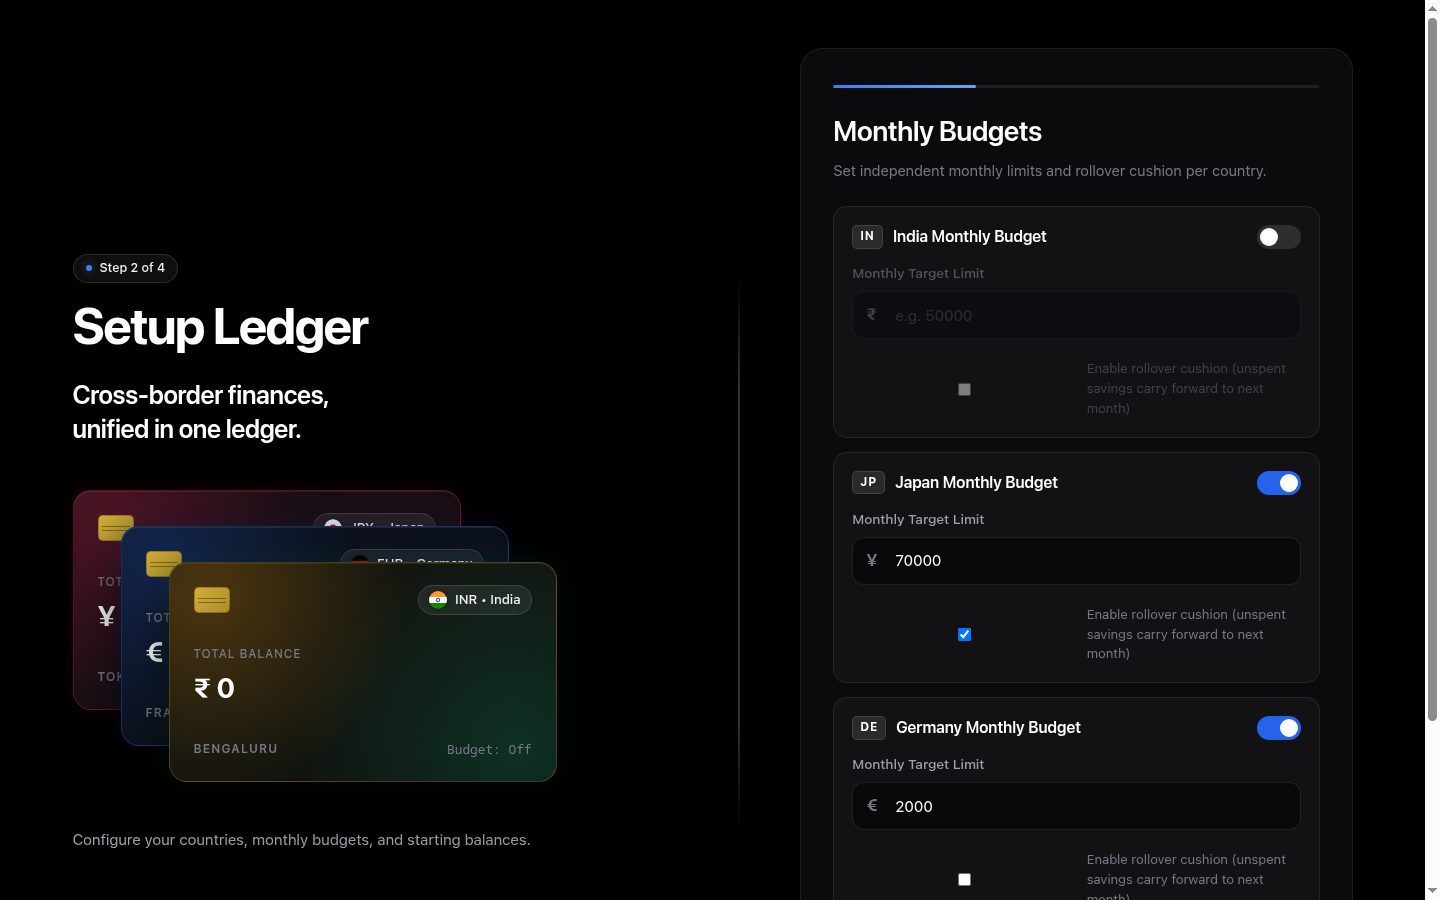 Step 2 of 4
Setup Ledger
Cross-border finances,
unified in one ledger.
TOT
¥
TOK
TOT
€
FRA
INR • India
TOTAL BALANCE
₹ 0
BENGALURU
Budget: Off
Configure your countries, monthly budgets, and starting balances.
Monthly Budgets
Set independent monthly limits and rollover cushion per country.
IN India Monthly Budget
Monthly Target Limit
₹ e.g. 50000
Enable rollover cushion (unspent
savings carry forward to next
month)
JP Japan Monthly Budget
Monthly Target Limit
¥ 70000
Enable rollover cushion (unspent
savings carry forward to next
month)
DE Germany Monthly Budget
Monthly Target Limit
€ 2000
Enable rollover cushion (unspent
savings carry forward to next